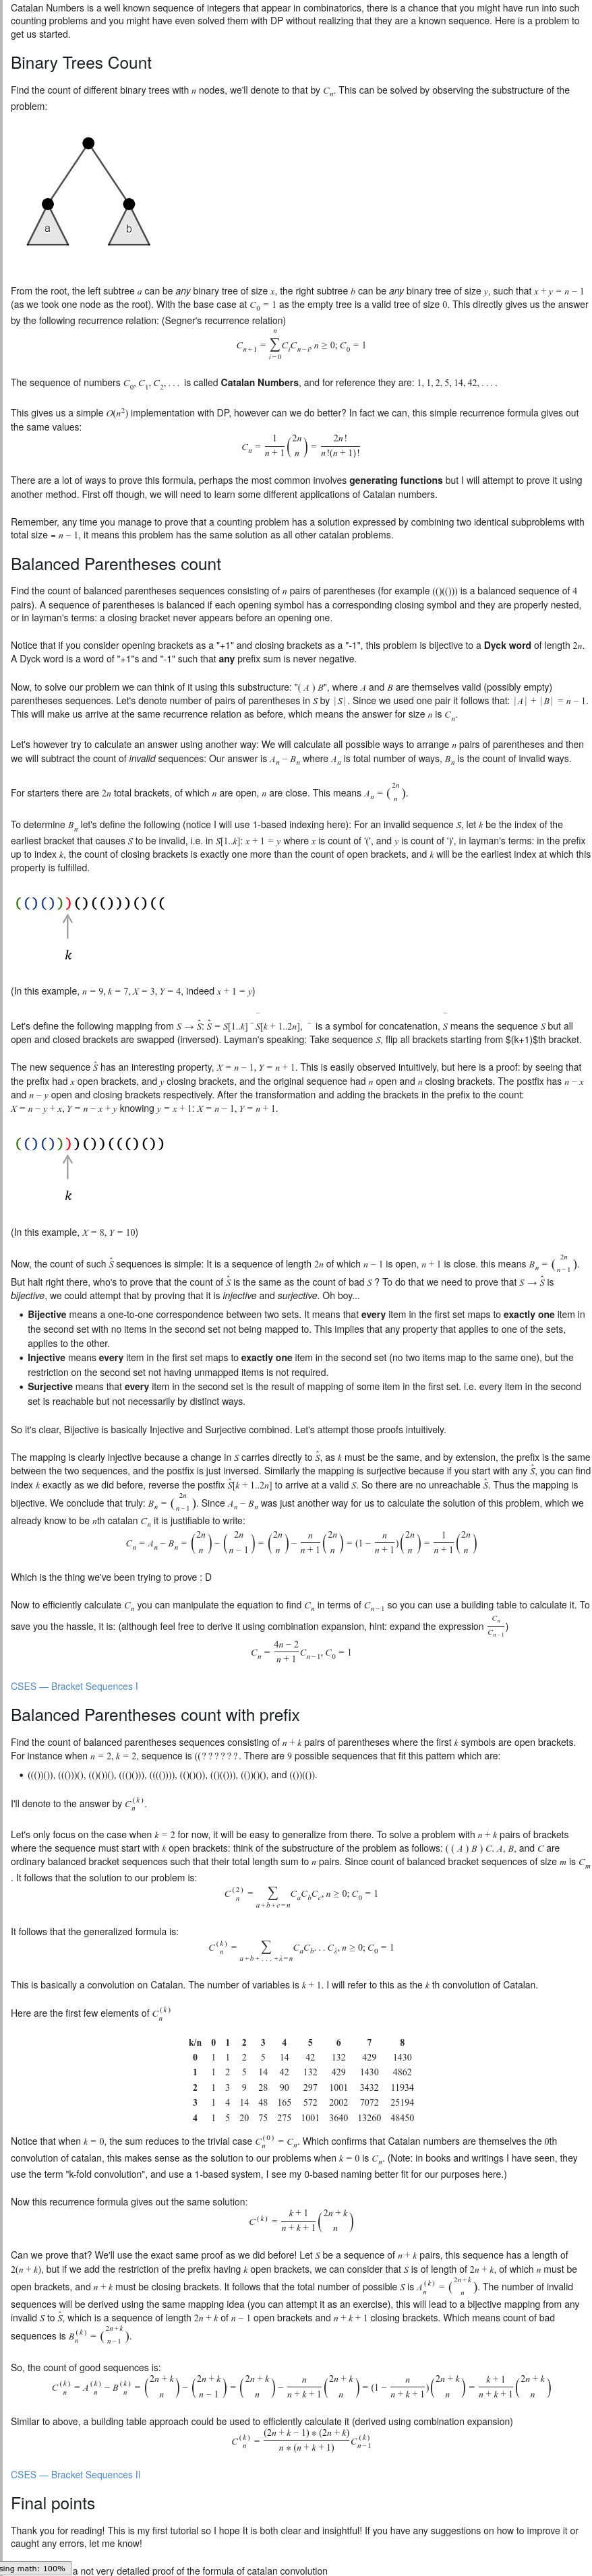 Catalan Numbers is a well known sequence of integers that appear in combinatorics, there is a chance that you might have run into such
counting problems and you might have even solved them with DP without realizing that they are a known sequence. Here is a problem to
get us started.
Binary Trees Count
Find the count of different binary trees with n nodes, we'll denote to that by C_n. This can be solved by observing the substructure of the
problem:
a b
From the root, the left subtree a can be any binary tree of size x, the right subtree b can be any binary tree of size y, such that x + y = n − 1
(as we took one node as the root). With the base case at C_0 = 1 as the empty tree is a valid tree of size 0. This directly gives us the answer
by the following recurrence relation: (Segner's recurrence relation)
C_{n+1} = \sum_{i=0}^{n} C_i C_{n−i}, n ≥ 0; C_0 = 1
The sequence of numbers C_0, C_1, C_2, . . . is called Catalan Numbers, and for reference they are: 1, 1, 2, 5, 14, 42, . . . .
This gives us a simple O(n^2) implementation with DP, however can we do better? In fact we can, this simple recurrence formula gives out
the same values:
C_n = \frac{1}{n + 1} \binom{2n}{n} = \frac{2n!}{n!(n + 1)!}
There are a lot of ways to prove this formula, perhaps the most common involves generating functions but I will attempt to prove it using
another method. First off though, we will need to learn some different applications of Catalan numbers.
Remember, any time you manage to prove that a counting problem has a solution expressed by combining two identical subproblems with
total size = n − 1, it means this problem has the same solution as all other catalan problems.
Balanced Parentheses count
Find the count of balanced parentheses sequences consisting of n pairs of parentheses (for example (()(())) is a balanced sequence of 4
pairs). A sequence of parentheses is balanced if each opening symbol has a corresponding closing symbol and they are properly nested,
or in layman's terms: a closing bracket never appears before an opening one.
Notice that if you consider opening brackets as a "+1" and closing brackets as a "-1", this problem is bijective to a Dyck word of length 2n.
A Dyck word is a word of "+1"s and "-1" such that any prefix sum is never negative.
Now, to solve our problem we can think of it using this substructure: "( A ) B", where A and B are themselves valid (possibly empty)
parentheses sequences. Let's denote number of pairs of parentheses in S by |S|. Since we used one pair it follows that: |A| + |B| = n − 1.
This will make us arrive at the same recurrence relation as before, which means the answer for size n is C_n.
Let's however try to calculate an answer using another way: We will calculate all possible ways to arrange n pairs of parentheses and then
we will subtract the count of invalid sequences: Our answer is A_n − B_n where A_n is total number of ways, B_n is the count of invalid ways.
For starters there are 2n total brackets, of which n are open, n are close. This means A_n = \binom{2n}{n}.
To determine B_n let's define the following (notice I will use 1-based indexing here): For an invalid sequence S, let k be the index of the
earliest bracket that causes S to be invalid, i.e. in S[1..k]: x + 1 = y where x is count of '(', and y is count of ')', in layman's terms: in the prefix
up to index k, the count of closing brackets is exactly one more than the count of open brackets, and k will be the earliest index at which this
property is fulfilled.
(()()))()(()))()((
k
(In this example, n = 9, k = 7, X = 3, Y = 4, indeed x + 1 = y)
Let's define the following mapping from S → Ŝ: Ŝ = S[1..k] ⌢ S̅[k + 1..2n], ⌢ is a symbol for concatenation, S̅ means the sequence S but all
open and closed brackets are swapped (inversed). Layman's speaking: Take sequence S, flip all brackets starting from $(k+1)$th bracket.
The new sequence Ŝ has an interesting property, X = n − 1, Y = n + 1. This is easily observed intuitively, but here is a proof: by seeing that
the prefix had x open brackets, and y closing brackets, and the original sequence had n open and n closing brackets. The postfix has n − x
and n − y open and closing brackets respectively. After the transformation and adding the brackets in the prefix to the count:
X = n − y + x, Y = n − x + y knowing y = x + 1: X = n − 1, Y = n + 1.
(()())))())((()())
k
(In this example, X = 8, Y = 10)
Now, the count of such Ŝ sequences is simple: It is a sequence of length 2n of which n − 1 is open, n + 1 is close. this means B_n = \binom{2n}{n−1}.
But halt right there, who's to prove that the count of Ŝ is the same as the count of bad S ? To do that we need to prove that S → Ŝ is
bijective, we could attempt that by proving that it is injective and surjective. Oh boy...
• Bijective means a one-to-one correspondence between two sets. It means that every item in the first set maps to exactly one item in
the second set with no items in the second set not being mapped to. This implies that any property that applies to one of the sets,
applies to the other.
• Injective means every item in the first set maps to exactly one item in the second set (no two items map to the same one), but the
restriction on the second set not having unmapped items is not required.
• Surjective means that every item in the second set is the result of mapping of some item in the first set. i.e. every item in the second set
is reachable but not necessarily by distinct ways.
So it's clear, Bijective is basically Injective and Surjective combined. Let's attempt those proofs intuitively.
The mapping is clearly injective because a change in S carries directly to Ŝ, as k must be the same, and by extension, the prefix is the same
between the two sequences, and the postfix is just inversed. Similarly the mapping is surjective because if you start with any Ŝ, you can find
index k exactly as we did before, reverse the postfix Ŝ[k + 1..2n] to arrive at a valid S. So there are no unreachable Ŝ. Thus the mapping is
bijective. We conclude that truly: B_n = \binom{2n}{n−1}. Since A_n − B_n was just another way for us to calculate the solution of this problem, which we
already know to be nth catalan C_n it is justifiable to write:
C_n = A_n − B_n = \binom{2n}{n} − \binom{2n}{n − 1} = \binom{2n}{n} − \frac{n}{n + 1} \binom{2n}{n} = (1 − \frac{n}{n + 1}) \binom{2n}{n} = \frac{1}{n + 1} \binom{2n}{n}
Which is the thing we've been trying to prove : D
Now to efficiently calculate C_n you can manipulate the equation to find C_n in terms of C_{n−1} so you can use a building table to calculate it. To
save you the hassle, it is: (although feel free to derive it using combination expansion, hint: expand the expression \frac{C_n}{C_{n−1}})
C_n = \frac{4n − 2}{n + 1} C_{n−1}, C_0 = 1
CSES — Bracket Sequences I
Balanced Parentheses count with prefix
Find the count of balanced parentheses sequences consisting of n + k pairs of parentheses where the first k symbols are open brackets.
For instance when n = 2, k = 2, sequence is ((??????. There are 9 possible sequences that fit this pattern which are:
• ((())()), ((()))(), (()())(), ((()())), (((()))), (()()()), (()(())), (())()(), and (())(()).
I'll denote to the answer by C_n^{(k)}.
Let's only focus on the case when k = 2 for now, it will be easy to generalize from there. To solve a problem with n + k pairs of brackets
where the sequence must start with k open brackets: think of the substructure of the problem as follows: ( ( A ) B ) C. A, B, and C are
ordinary balanced bracket sequences such that their total length sum to n pairs. Since count of balanced bracket sequences of size m is C_m
. It follows that the solution to our problem is:
C_n^{(2)} = \sum_{a+b+c=n} C_a C_b C_c, n ≥ 0; C_0 = 1
It follows that the generalized formula is:
C_n^{(k)} = \sum_{a+b+...+λ=n} C_a C_b . . . C_λ, n ≥ 0; C_0 = 1
This is basically a convolution on Catalan. The number of variables is k + 1. I will refer to this as the k th convolution of Catalan.
Here are the first few elements of C_n^{(k)}
k/n 0 1 2 3 4 5 6 7 8
0 1 1 2 5 14 42 132 429 1430
1 1 2 5 14 42 132 429 1430 4862
2 1 3 9 28 90 297 1001 3432 11934
3 1 4 14 48 165 572 2002 7072 25194
4 1 5 20 75 275 1001 3640 13260 48450
Notice that when k = 0, the sum reduces to the trivial case C_n^{(0)} = C_n. Which confirms that Catalan numbers are themselves the 0th
convolution of catalan, this makes sense as the solution to our problems when k = 0 is C_n. (Note: in books and writings I have seen, they
use the term "k-fold convolution", and use a 1-based system, I see my 0-based naming better fit for our purposes here.)
Now this recurrence formula gives out the same solution:
C^{(k)} = \frac{k + 1}{n + k + 1} \binom{2n + k}{n}
Can we prove that? We'll use the exact same proof as we did before! Let S be a sequence of n + k pairs, this sequence has a length of
2(n + k), but if we add the restriction of the prefix having k open brackets, we can consider that S is of length of 2n + k, of which n must be
open brackets, and n + k must be closing brackets. It follows that the total number of possible S is A_n^{(k)} = \binom{2n+k}{n}. The number of invalid
sequences will be derived using the same mapping idea (you can attempt it as an exercise), this will lead to a bijective mapping from any
invalid S to Ŝ, which is a sequence of length 2n + k of n − 1 open brackets and n + k + 1 closing brackets. Which means count of bad
sequences is B_n^{(k)} = \binom{2n+k}{n−1}.
So, the count of good sequences is:
C_n^{(k)} = A_n^{(k)} − B_n^{(k)} = \binom{2n + k}{n} − \binom{2n + k}{n − 1} = \binom{2n + k}{n} − \frac{n}{n + k + 1} \binom{2n + k}{n} = (1 − \frac{n}{n + k + 1}) \binom{2n + k}{n} = \frac{k + 1}{n + k + 1} \binom{2n + k}{n}
Similar to above, a building table approach could be used to efficiently calculate it (derived using combination expansion)
C_n^{(k)} = \frac{(2n + k − 1) ∗ (2n + k)}{n ∗ (n + k + 1)} C_{n−1}^{(k)}
CSES — Bracket Sequences II
Final points
Thank you for reading! This is my first tutorial so I hope It is both clear and insightful! If you have any suggestions on how to improve it or
caught any errors, let me know!
sing math: 100% a not very detailed proof of the formula of catalan convolution